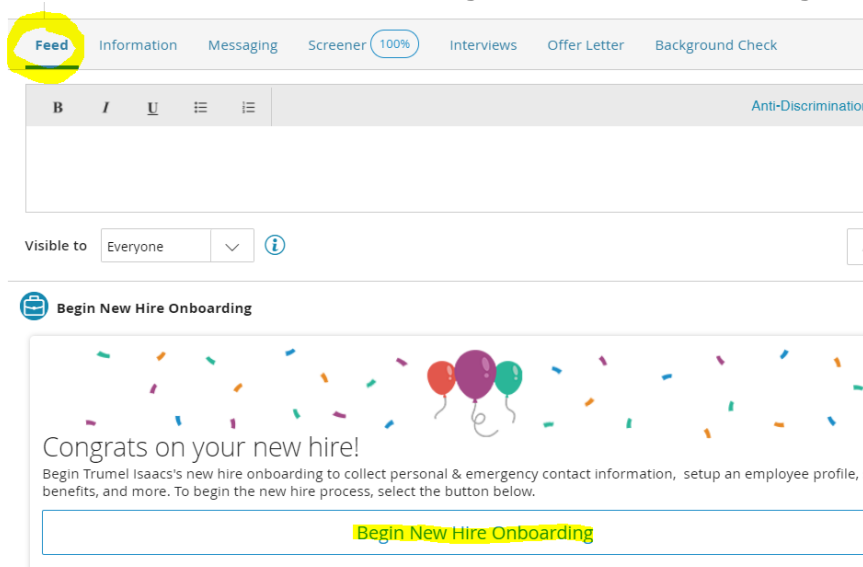 Feed Information Messaging Screener 100% Interviews Offer Letter Background Check
B I U Anti-Discrimination
Visible to Everyone i
Begin New Hire Onboarding
Congrats on your new hire!
Begin Trumel Isaacs's new hire onboarding to collect personal & emergency contact information, setup an employee profile,
benefits, and more. To begin the new hire process, select the button below.
Begin New Hire Onboarding